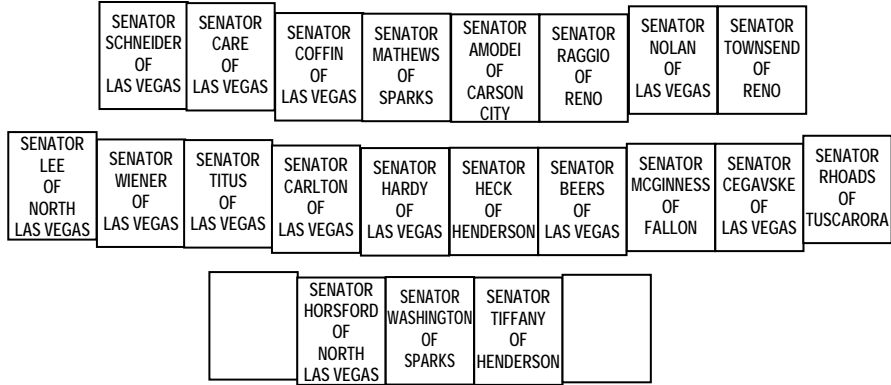 SENATOR
SCHNEIDER
OF
LAS VEGAS
SENATOR
CARE
OF
LAS VEGAS
SENATOR
COFFIN
OF
LAS VEGAS
SENATOR
MATHEWS
OF
SPARKS
SENATOR
AMODEI
OF
CARSON
CITY
SENATOR
RAGGIO
OF
RENO
SENATOR
NOLAN
OF
LAS VEGAS
SENATOR
TOWNSEND
OF
RENO
SENATOR
LEE
OF
NORTH
LAS VEGAS
SENATOR
WIENER
OF
LAS VEGAS
SENATOR
TITUS
OF
LAS VEGAS
SENATOR
CARLTON
OF
LAS VEGAS
SENATOR
HARDY
OF
LAS VEGAS
SENATOR
HECK
OF
HENDERSON
SENATOR
BEERS
OF
LAS VEGAS
SENATOR
MCGINNESS
OF
FALLON
SENATOR
CEGAVSKE
OF
LAS VEGAS
SENATOR
RHOADS
OF
TUSCARORA
SENATOR
HORSFORD
OF
NORTH
LAS VEGAS
SENATOR
WASHINGTON
OF
SPARKS
SENATOR
TIFFANY
OF
HENDERSON